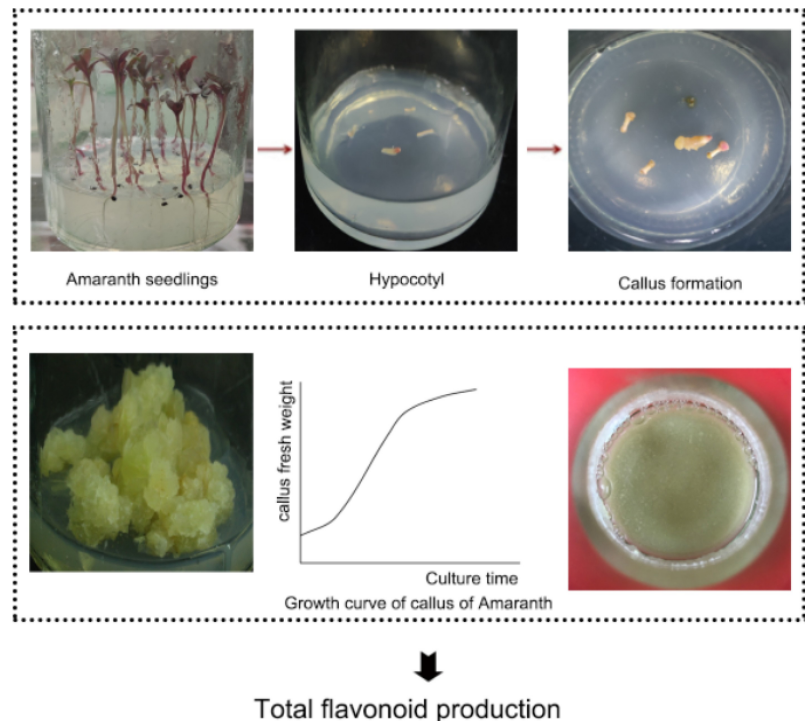 Amaranth seedlings
Hypocotyl
Callus formation
callus fresh weight
Culture time
Growth curve of callus of Amaranth
Total flavonoid production